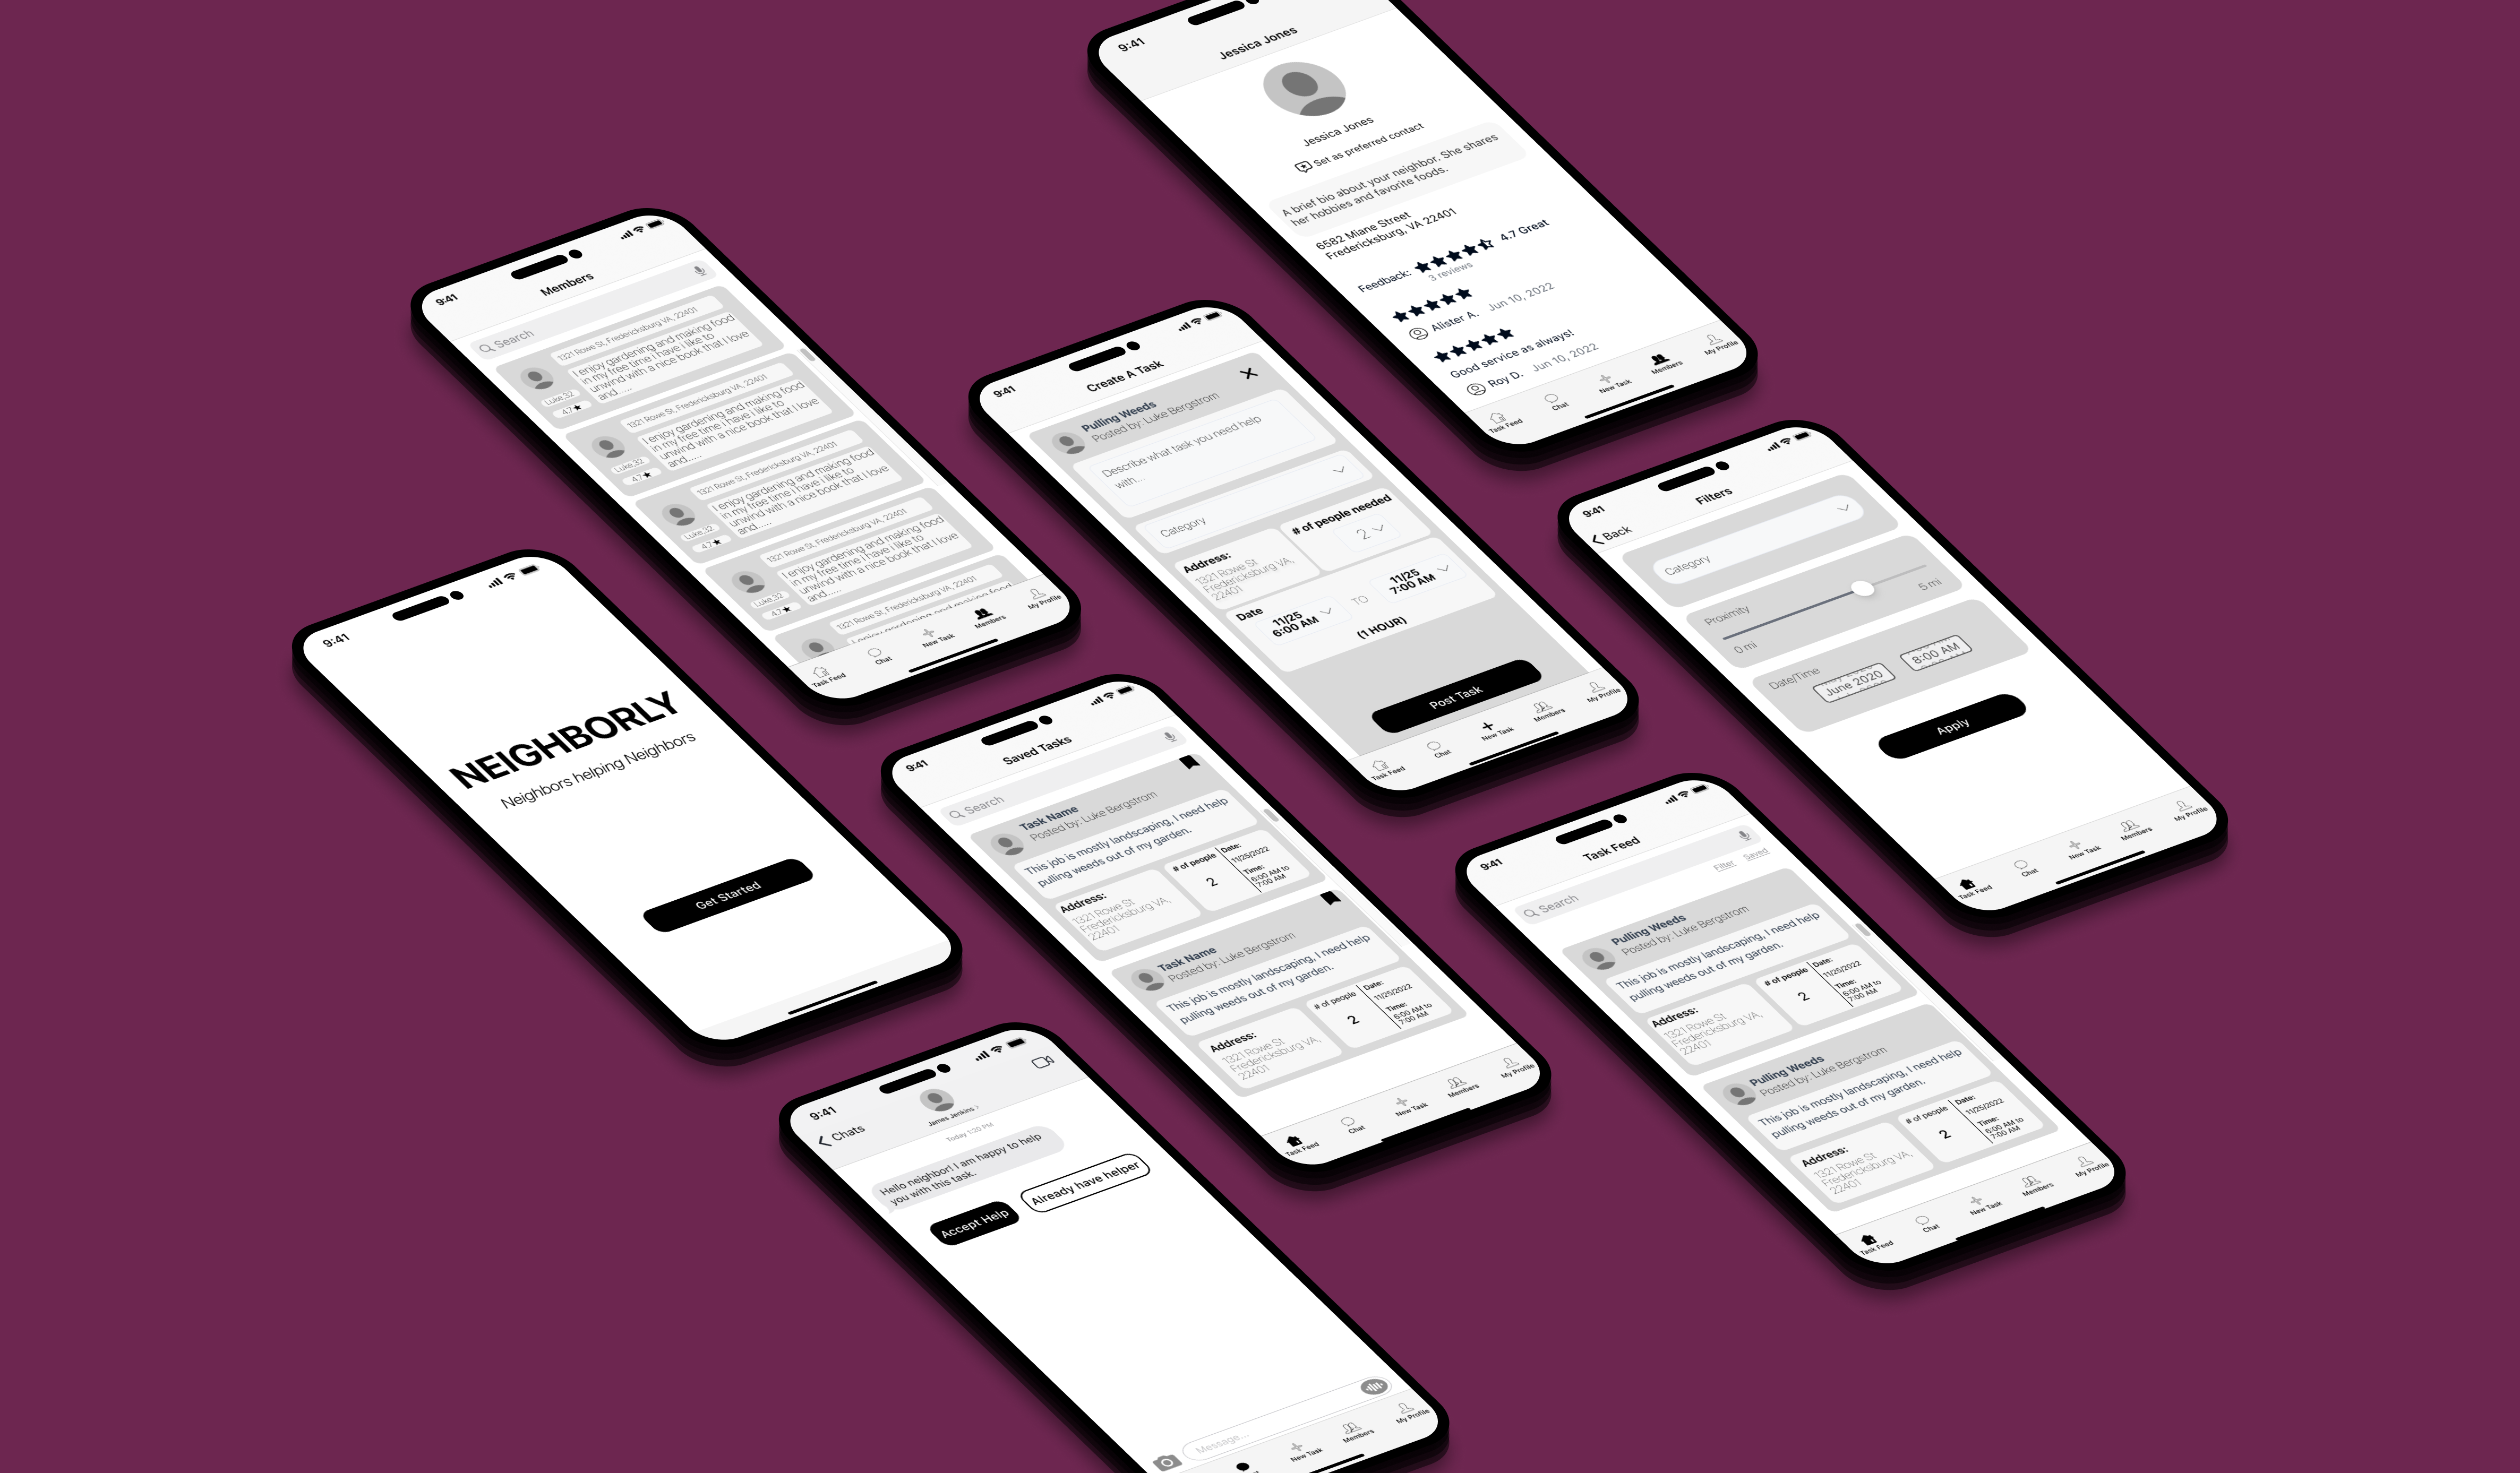 9:41
Jessica Jones
Jessica Jones
Set as preferred contact
A brief bio about your neighbor. She shares
her hobbies and favorite foods.
6582 Miane Street
Fredericksburg, VA 22401
Feedback: 4.7 Great
3 reviews
Alister A. Jun 10, 2022
Good service as always!
Roy D. Jun 10, 2022
Task Feed
Chat
New Task
Members
My Profile
9:41
Members
Search
1321 Rowe St, Fredericksburg VA, 22401
I enjoy gardening and making food
in my free time i have i like to
unwind with a nice book that I love
and.....
Luke,32
4.7★
1321 Rowe St, Fredericksburg VA, 22401
I enjoy gardening and making food
in my free time i have i like to
unwind with a nice book that I love
and.....
Luke,32
4.7★
1321 Rowe St, Fredericksburg VA, 22401
I enjoy gardening and making food
in my free time i have i like to
unwind with a nice book that I love
and.....
Luke,32
4.7★
1321 Rowe St, Fredericksburg VA, 22401
I enjoy gardening and making food
in my free time i have i like to
unwind with a nice book that I love
and.....
Luke,32
4.7★
1321 Rowe St, Fredericksburg VA, 22401
I enjoy gardening and making food
Task Feed
Chat
New Task
Members
My Profile
9:41
Create A Task
Pulling Weeds
Posted by: Luke Bergstrom
Describe what task you need help
with...
Category
Address:
1321 Rowe St
Fredericksburg VA,
22401
# of people needed
2
Date
11/25
6:00 AM
TO
11/25
7:00 AM
(1 HOUR)
Post Task
Task Feed
Chat
New Task
Members
My Profile
9:41
Back
Filters
Category
Proximity
0 mi
5 mi
Date/Time
June 2020
8:00 AM
Apply
Task Feed
Chat
New Task
Members
My Profile
9:41
NEIGHBORLY
Neighbors helping Neighbors
Get Started
9:41
Saved Tasks
Search
Task Name
Posted by: Luke Bergstrom
This job is mostly landscaping, I need help
pulling weeds out of my garden.
Address:
1321 Rowe St
Fredericksburg VA,
22401
# of people
2
Date:
11/25/2022
Time:
6:00 AM to
7:00 AM
Task Name
Posted by: Luke Bergstrom
This job is mostly landscaping, I need help
pulling weeds out of my garden.
Address:
1321 Rowe St
Fredericksburg VA,
22401
# of people
2
Date:
11/25/2022
Time:
6:00 AM to
7:00 AM
Task Feed
Chat
New Task
Members
My Profile
9:41
Task Feed
Search
Filter Saved
Pulling Weeds
Posted by: Luke Bergstrom
This job is mostly landscaping, I need help
pulling weeds out of my garden.
Address:
1321 Rowe St
Fredericksburg VA,
22401
# of people
2
Date:
11/25/2022
Time:
6:00 AM to
7:00 AM
Pulling Weeds
Posted by: Luke Bergstrom
This job is mostly landscaping, I need help
pulling weeds out of my garden.
Address:
1321 Rowe St
Fredericksburg VA,
22401
# of people
2
Date:
11/25/2022
Time:
6:00 AM to
7:00 AM
Task Feed
Chat
New Task
Members
My Profile
9:41
Chats
James Jenkins
Today 1:20 PM
Hello neighbor! I am happy to help
you with this task.
Accept Help
Already have helper
Message...
New Task
Members
My Profile